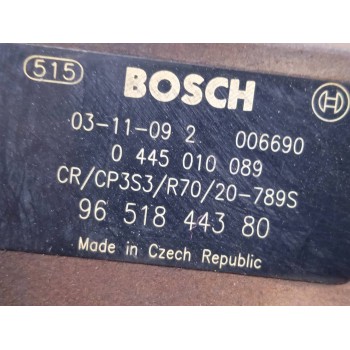 515 BOSCH
03-11-09 2 006690
0 445 010 089
CR/CP3S3/R70/20-789S
96 518 443 80
Made in Czech Republic